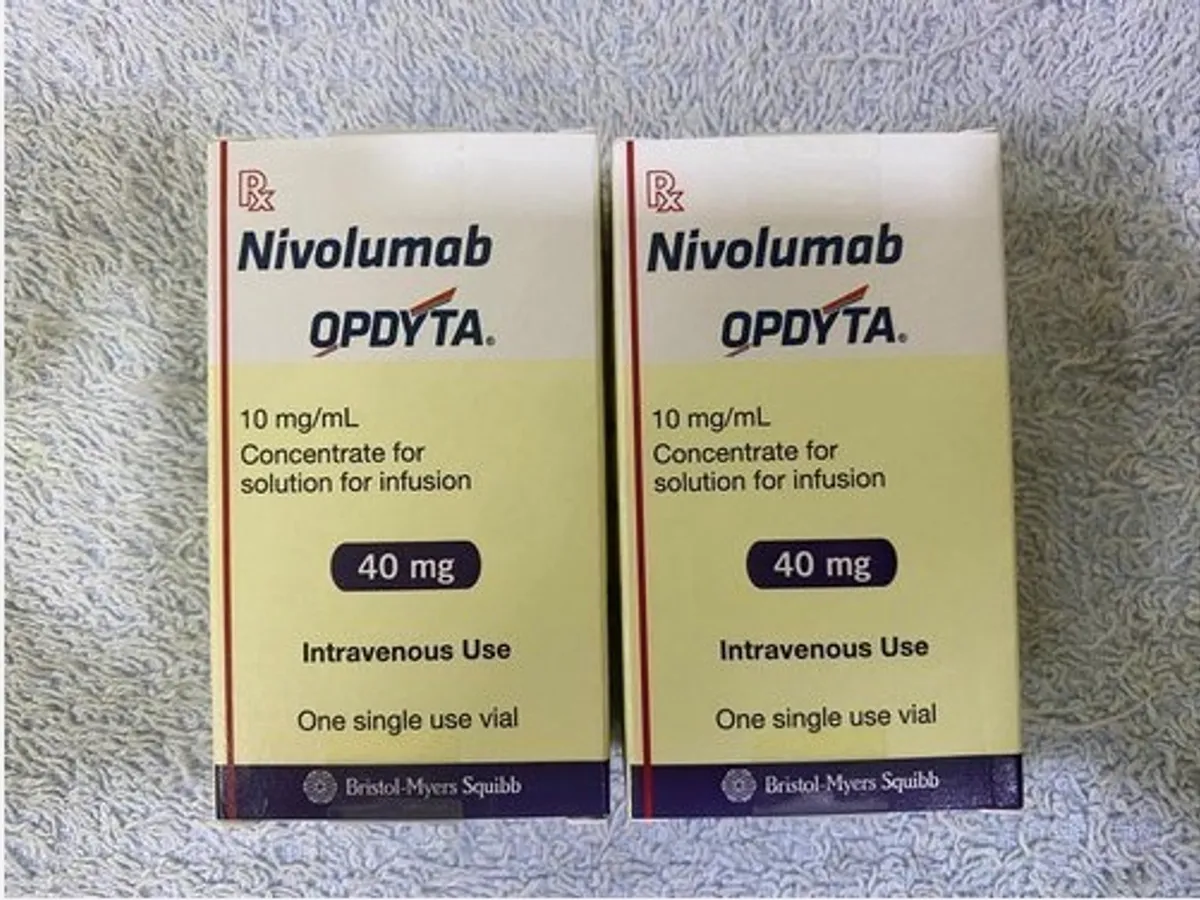 Rx
Nivolumab
OPDYTA®
10 mg/mL
Concentrate for
solution for infusion
40 mg
Intravenous Use
One single use vial
Bristol-Myers Squibb
Rx
Nivolumab
OPDYTA®
10 mg/mL
Concentrate for
solution for infusion
40 mg
Intravenous Use
One single use vial
Bristol-Myers Squibb